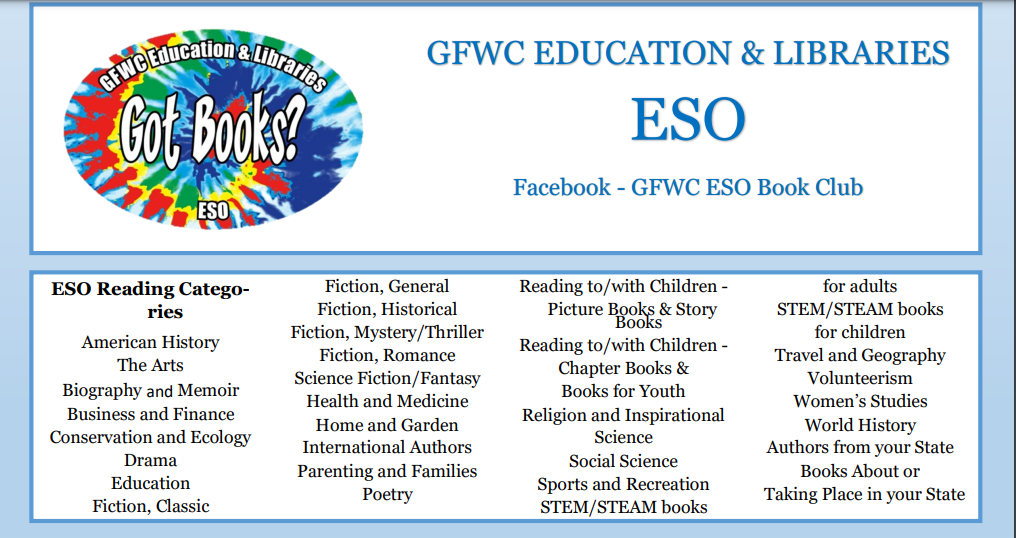 GFWC Education & Libraries
Got Books?
ESO
GFWC EDUCATION & LIBRARIES
ESO
Facebook - GFWC ESO Book Club
ESO Reading Catego-
ries
American History
The Arts
Biography and Memoir
Business and Finance
Conservation and Ecology
Drama
Education
Fiction, Classic
Fiction, General
Fiction, Historical
Fiction, Mystery/Thriller
Fiction, Romance
Science Fiction/Fantasy
Health and Medicine
Home and Garden
International Authors
Parenting and Families
Poetry
Reading to/with Children -
Picture Books & Story
Books
Reading to/with Children -
Chapter Books &
Books for Youth
Religion and Inspirational
Science
Social Science
Sports and Recreation
STEM/STEAM books
for adults
STEM/STEAM books
for children
Travel and Geography
Volunteerism
Women's Studies
World History
Authors from your State
Books About or
Taking Place in your State